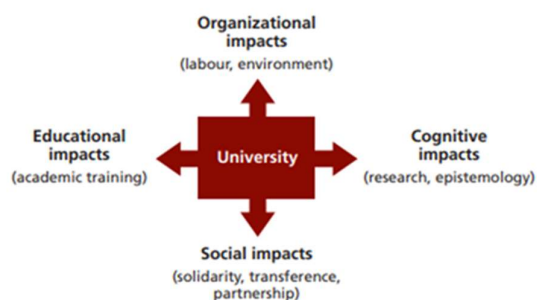 Organizational
impacts
(labour, environment)
Educational
impacts
(academic training)
University
Cognitive
impacts
(research, epistemology)
Social impacts
(solidarity, transference,
partnership)